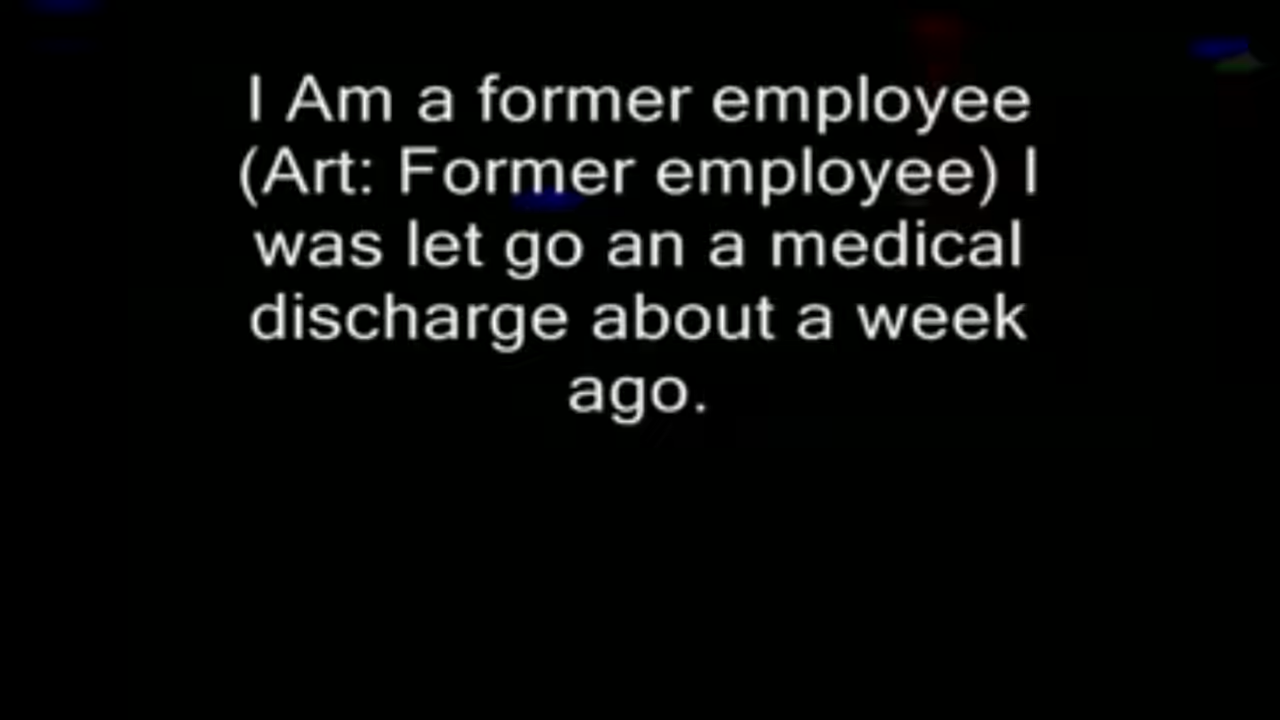 I Am a former employee
(Art: Former employee) I
was let go an a medical
discharge about a week
ago.